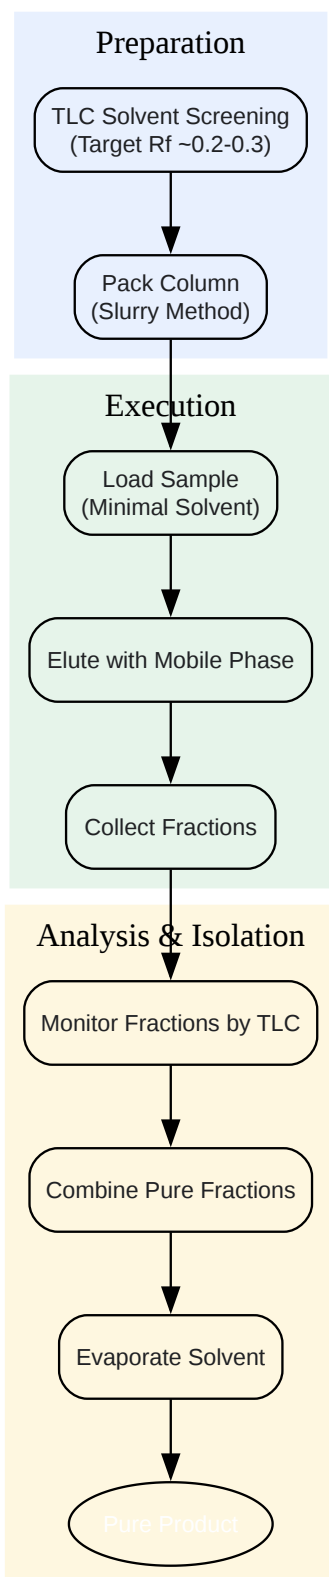 Preparation
TLC Solvent Screening
(Target Rf ~0.2-0.3)
Pack Column
(Slurry Method)
Execution
Load Sample
(Minimal Solvent)
Elute with Mobile Phase
Collect Fractions
Analysis & Isolation
Monitor Fractions by TLC
Combine Pure Fractions
Evaporate Solvent
Pure Product